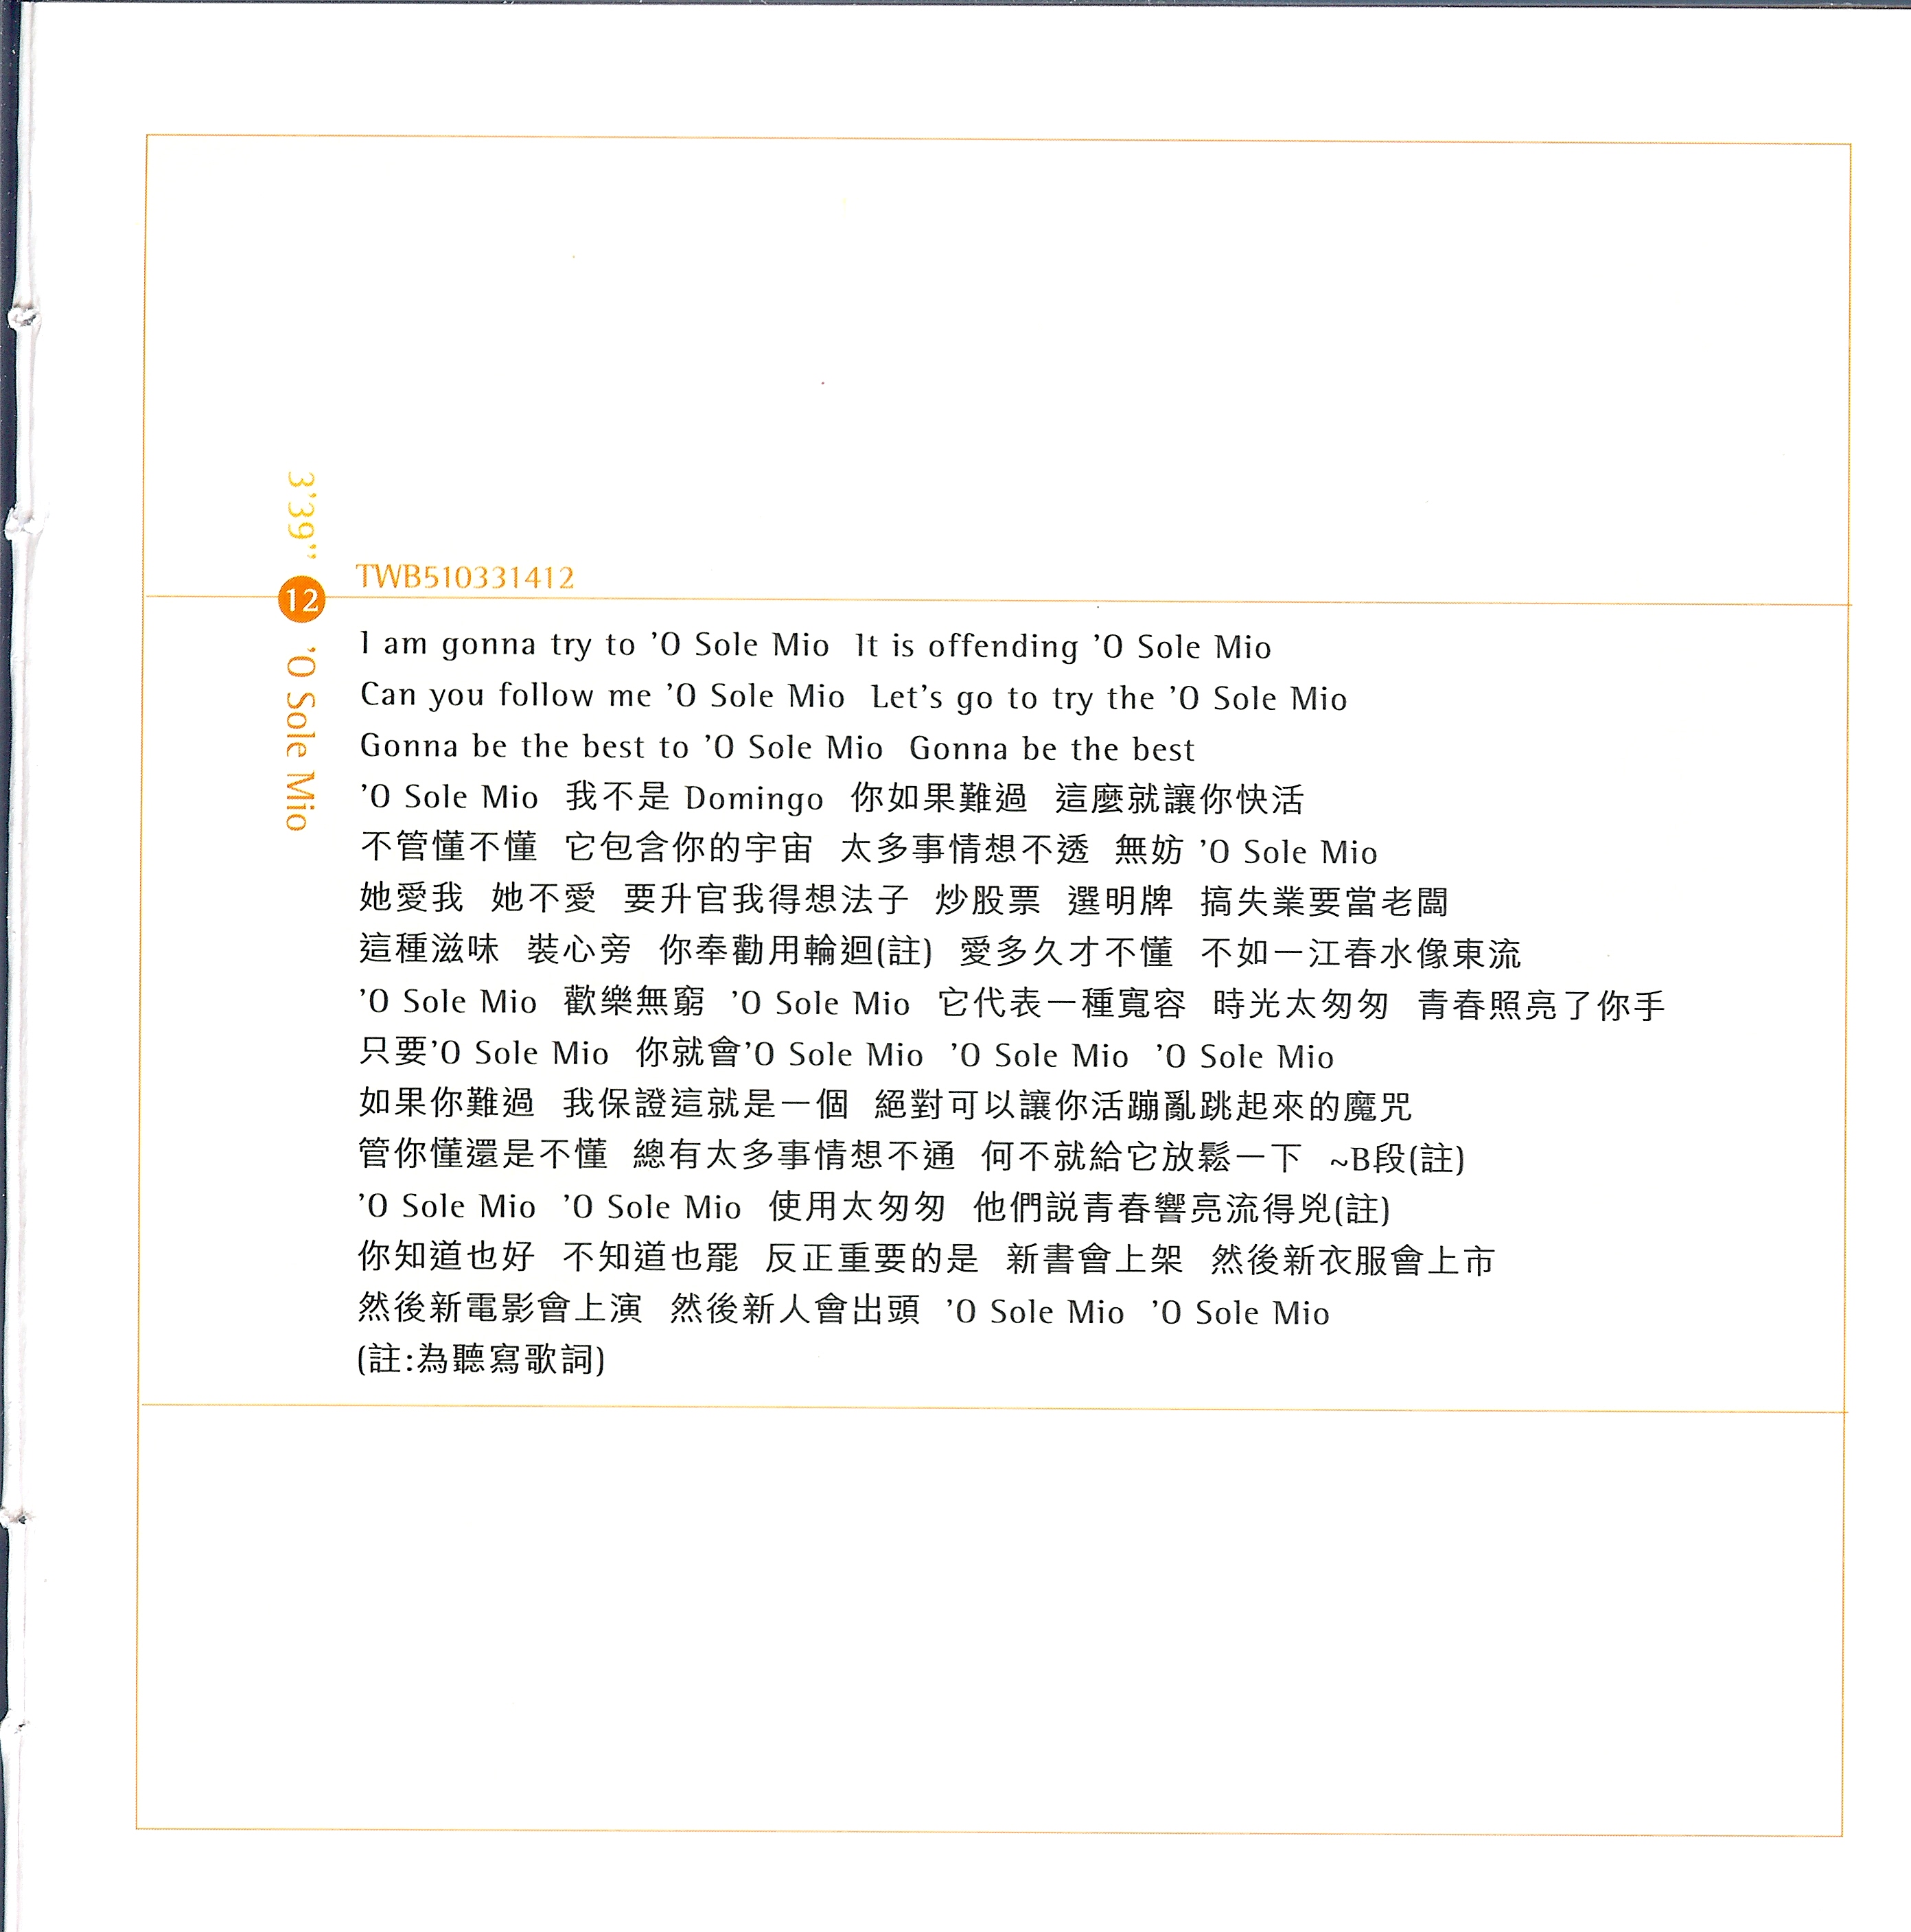 3'39"
12
'O Sole Mio
TWB510331412
I am gonna try to 'O Sole Mio  It is offending 'O Sole Mio
Can you follow me 'O Sole Mio  Let's go to try the 'O Sole Mio
Gonna be the best to 'O Sole Mio  Gonna be the best
'O Sole Mio  我不是 Domingo  你如果難過  這麼就讓你快活
不管懂不懂  它包含你的宇宙  太多事情想不透  無妨 'O Sole Mio
她愛我  她不愛  要升官我得想法子  炒股票  選明牌  搞失業要當老闆
這種滋味  裝心旁  你奉勸用輪迴(註)  愛多久才不懂  不如一江春水像東流
'O Sole Mio  歡樂無窮  'O Sole Mio  它代表一種寬容  時光太匆匆  青春照亮了你手
只要'O Sole Mio  你就會'O Sole Mio  'O Sole Mio  'O Sole Mio
如果你難過  我保證這就是一個  絕對可以讓你活蹦亂跳起來的魔咒
管你懂還是不懂  總有太多事情想不通  何不就給它放鬆一下  ~B段(註)
'O Sole Mio  'O Sole Mio  使用太匆匆  他們說青春響亮流得兇(註)
你知道也好  不知道也罷  反正重要的是  新書會上架  然後新衣服會上市
然後新電影會上演  然後新人會出頭  'O Sole Mio  'O Sole Mio
(註:為聽寫歌詞)